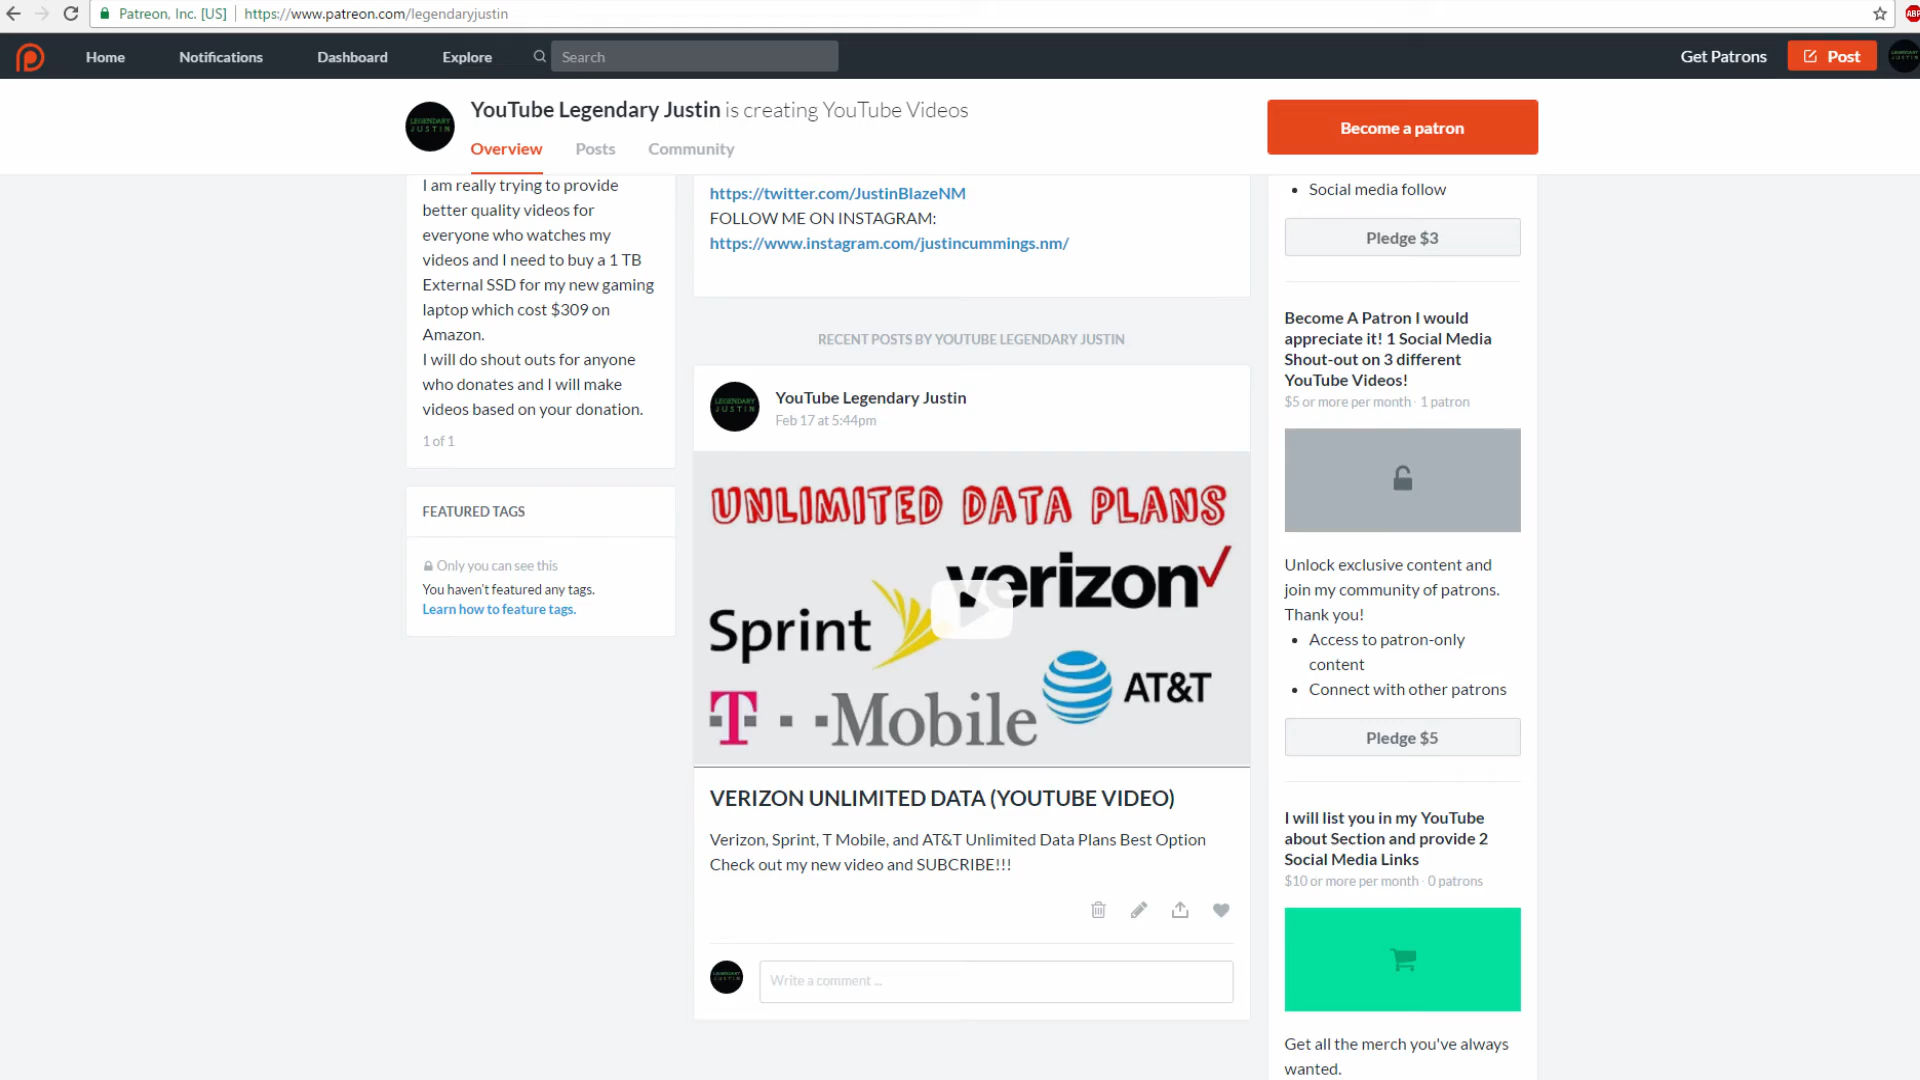 Patreon, Inc. [US] https://www.patreon.com/legendaryjustin
ABP
Home Notifications Dashboard Explore Search Get Patrons Post
LEGENDARY
JUSTIN
YouTube Legendary Justin is creating YouTube Videos
Overview Posts Community
Become a patron
I am really trying to provide
better quality videos for
everyone who watches my
videos and I need to buy a 1 TB
External SSD for my new gaming
laptop which cost $309 on
Amazon.
I will do shout outs for anyone
who donates and I will make
videos based on your donation.
1 of 1
FEATURED TAGS
Only you can see this
You haven't featured any tags.
Learn how to feature tags.
https://twitter.com/JustinBlazeNM
FOLLOW ME ON INSTAGRAM:
https://www.instagram.com/justincummings.nm/
RECENT POSTS BY YOUTUBE LEGENDARY JUSTIN
LEGENDARY
JUSTIN
YouTube Legendary Justin
Feb 17 at 5:44pm
UNLIMITED DATA PLANS
verizon
Sprint
AT&T
T··Mobile
VERIZON UNLIMITED DATA (YOUTUBE VIDEO)
Verizon, Sprint, T Mobile, and AT&T Unlimited Data Plans Best Option
Check out my new video and SUBCRIBE!!!
Write a comment ...
Social media follow
Pledge $3
Become A Patron I would
appreciate it! 1 Social Media
Shout-out on 3 different
YouTube Videos!
$5 or more per month · 1 patron
Unlock exclusive content and
join my community of patrons.
Thank you!
Access to patron-only
content
Connect with other patrons
Pledge $5
I will list you in my YouTube
about Section and provide 2
Social Media Links
$10 or more per month · 0 patrons
Get all the merch you've always
wanted.